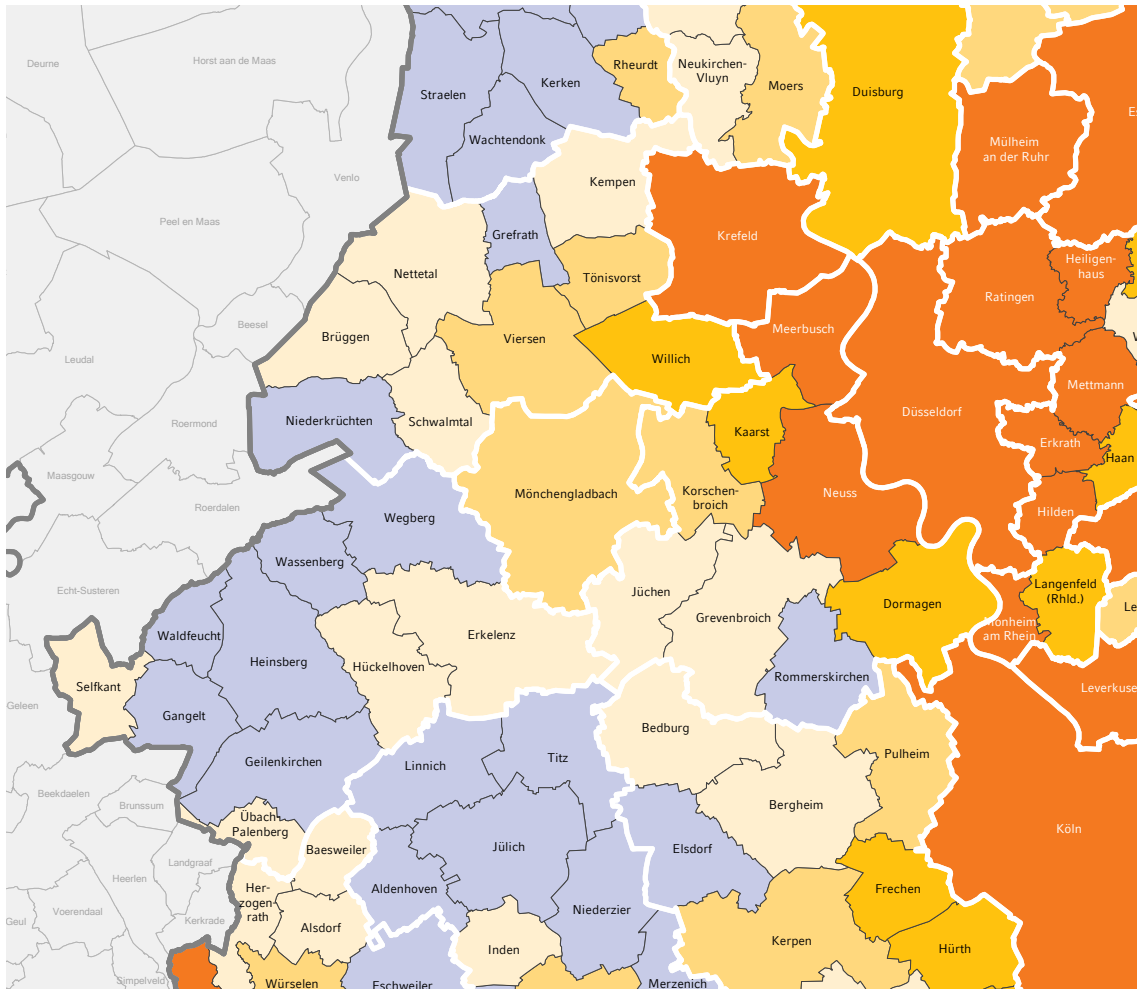 Deurne
Horst aan de Maas
Straelen
Kerken
Rheurdt
Neukirchen-
Vluyn
Moers
Duisburg
Es
Wachtendonk
Mülheim
an der Ruhr
Venlo
Kempen
Peel en Maas
Grefrath
Krefeld
Nettetal
Tönisvorst
Heiligen-
haus
Ratingen
Beesel
Brüggen
Viersen
Meerbusch
Willich
Leudal
Mettmann
Roermond
Niederkrüchten
Schwalmtal
Kaarst
Düsseldorf
Erkrath
Haan
Maasgouw
Mönchengladbach
Korschen-
broich
Neuss
Roerdalen
Wegberg
Hilden
Wassenberg
Echt-Susteren
Jüchen
Dormagen
Langenfeld
(Rhld.)
Le
Grevenbroich
Monheim
am Rhein
Waldfeucht
Erkelenz
Heinsberg
Hückelhoven
Rommerskirchen
Selfkant
Leverkuse
Geleen
Gangelt
Bedburg
Pulheim
Geilenkirchen
Linnich
Titz
Beekdaelen
Brunssum
Bergheim
Übach-
Palenberg
Köln
Baesweiler
Jülich
Elsdorf
Landgraaf
Heerlen
Her-
zogen-
rath
Aldenhoven
Frechen
Voerendaal
Geul
Kerkrade
Alsdorf
Niederzier
Inden
Kerpen
Hürth
Simpelveld
Würselen
Eschweiler
Merzenich